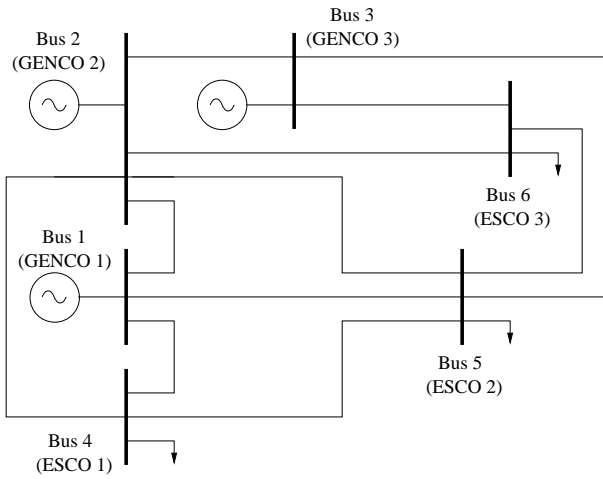 Bus 2
(GENCO 2)
Bus 3
(GENCO 3)
Bus 6
(ESCO 3)
Bus 1
(GENCO 1)
Bus 5
(ESCO 2)
Bus 4
(ESCO 1)